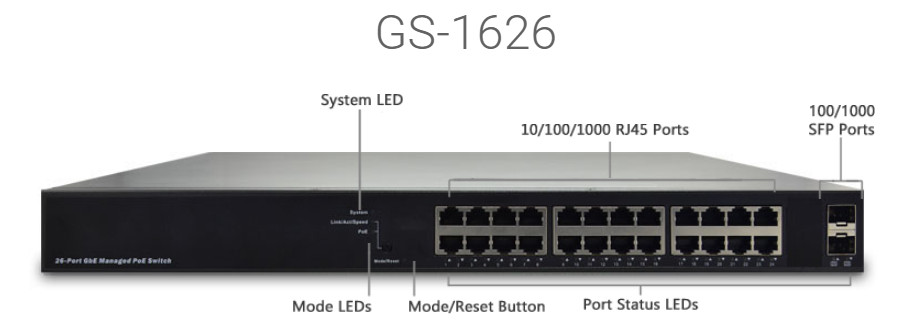 GS-1626
System LED
10/100/1000 RJ45 Ports
100/1000
SFP Ports
System
Link/Act/Speed
PoE
Mode/Reset
26-Port GbE Managed PoE Switch
Mode LEDs
Mode/Reset Button
Port Status LEDs